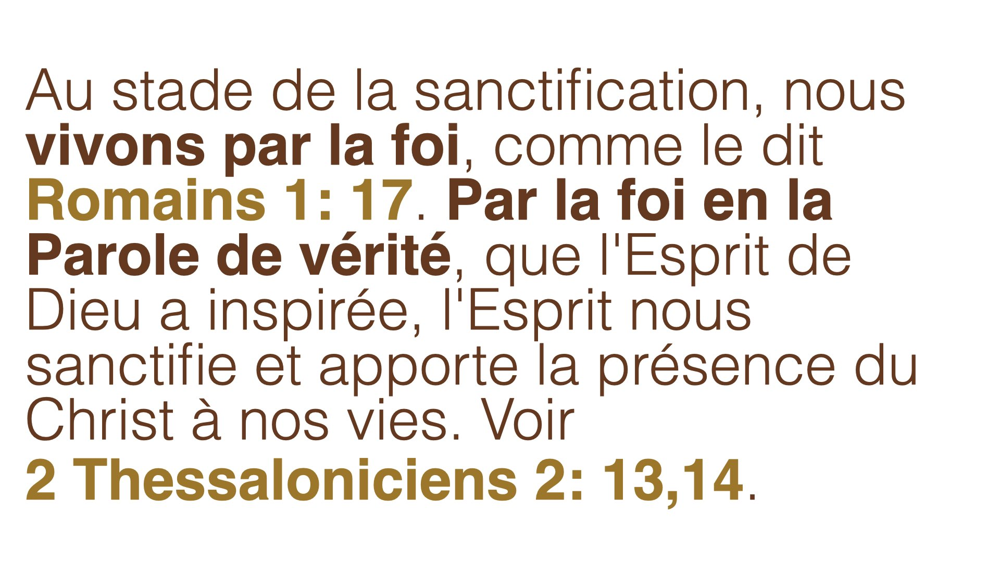 Au stade de la sanctification, nous
vivons par la foi, comme le dit
Romains 1: 17. Par la foi en la
Parole de vérité, que l'Esprit de
Dieu a inspirée, l'Esprit nous
sanctifie et apporte la présence du
Christ à nos vies. Voir
2 Thessaloniciens 2: 13,14.